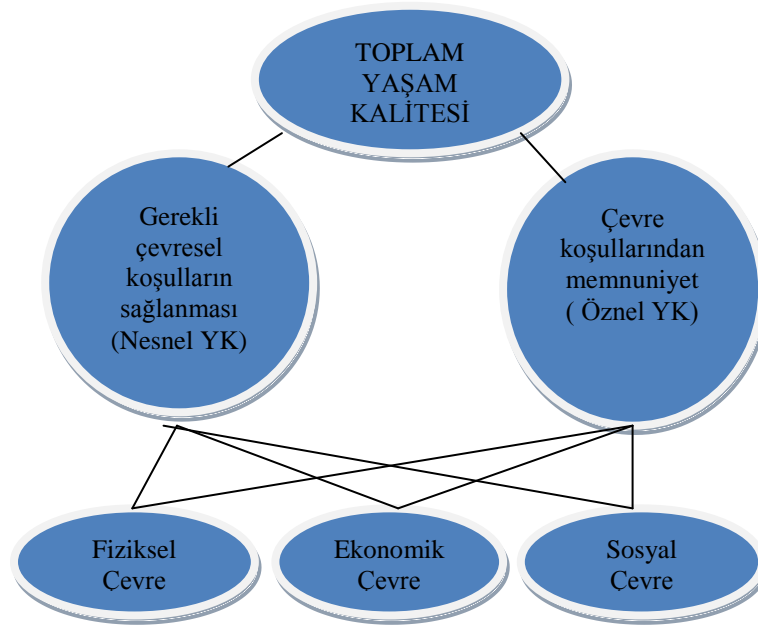 TOPLAM
YAŞAM
KALİTESİ
Gerekli
çevresel
koşulların
sağlanması
(Nesnel YK)
Çevre
koşullarından
memnuniyet
( Öznel YK)
Fiziksel
Çevre
Ekonomik
Çevre
Sosyal
Çevre